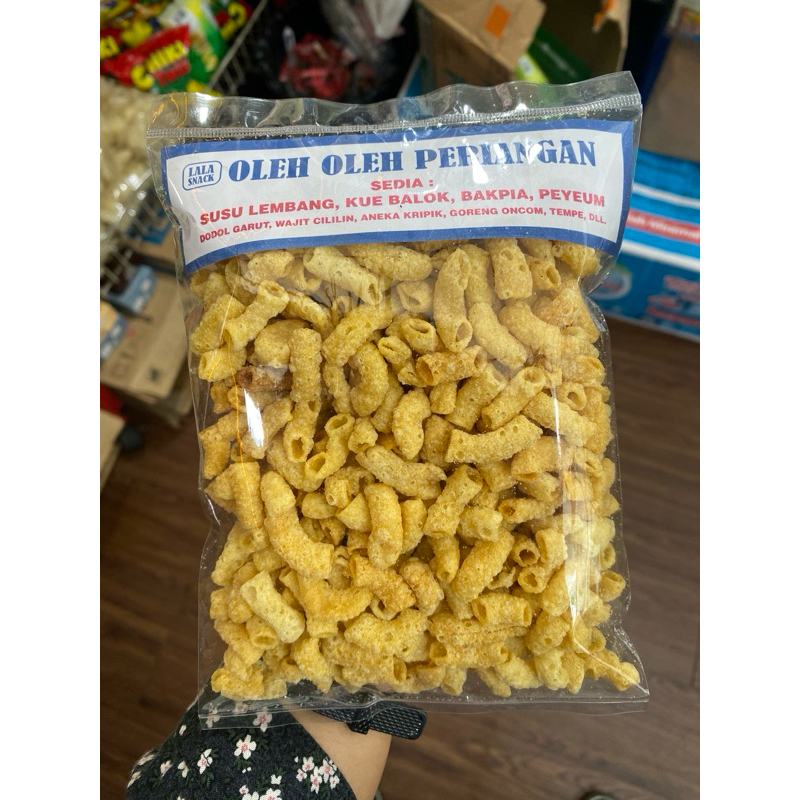 LALA
SNACK
OLEH OLEH PEPIANGAN
SEDIA :
SUSU LEMBANG, KUE BALOK, BAKPIA, PEYEUM
DODOL GARUT, WAJIT CILILIN, ANEKA KRIPIK, GORENG ONCOM, TEMPE, DLL.